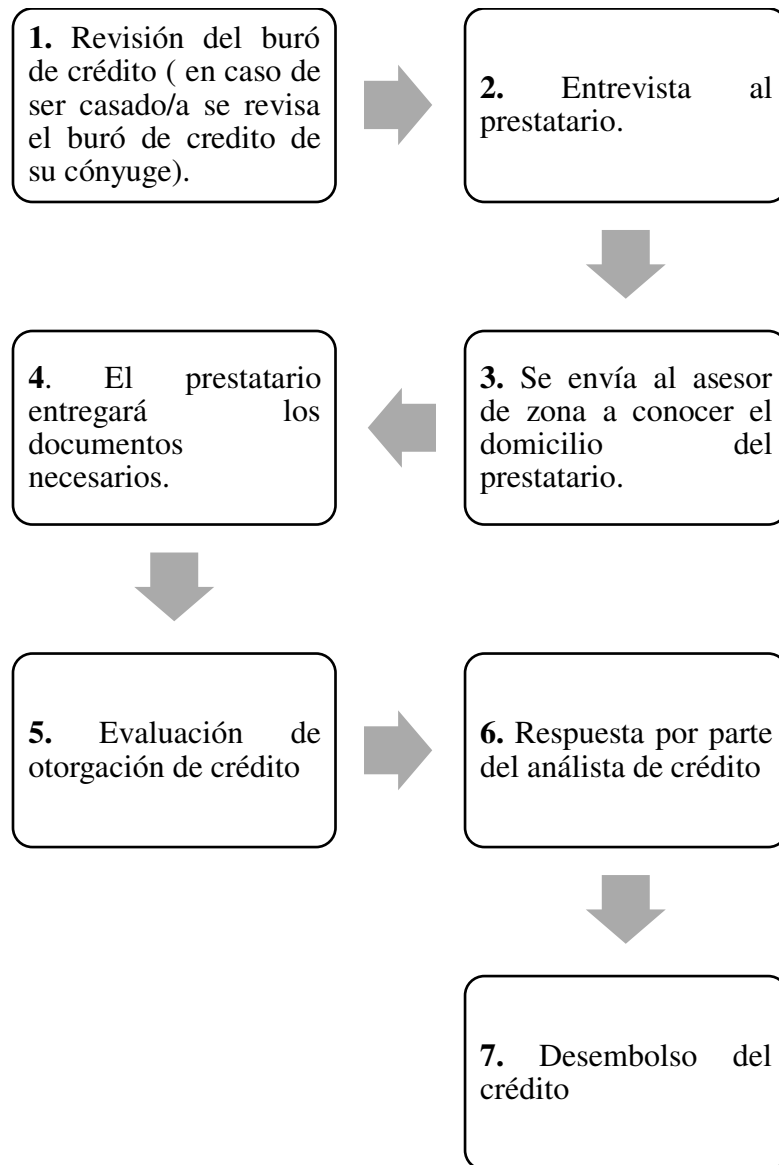 1. Revisión del buró
de crédito ( en caso de
ser casado/a se revisa
el buró de credito de
su cónyuge).
2. Entrevista al
prestatario.
3. Se envía al asesor
de zona a conocer el
domicilio del
prestatario.
4. El prestatario
entregará los
documentos
necesarios.
5. Evaluación de
otorgación de crédito
6. Respuesta por parte
del análista de crédito
7. Desembolso del
crédito